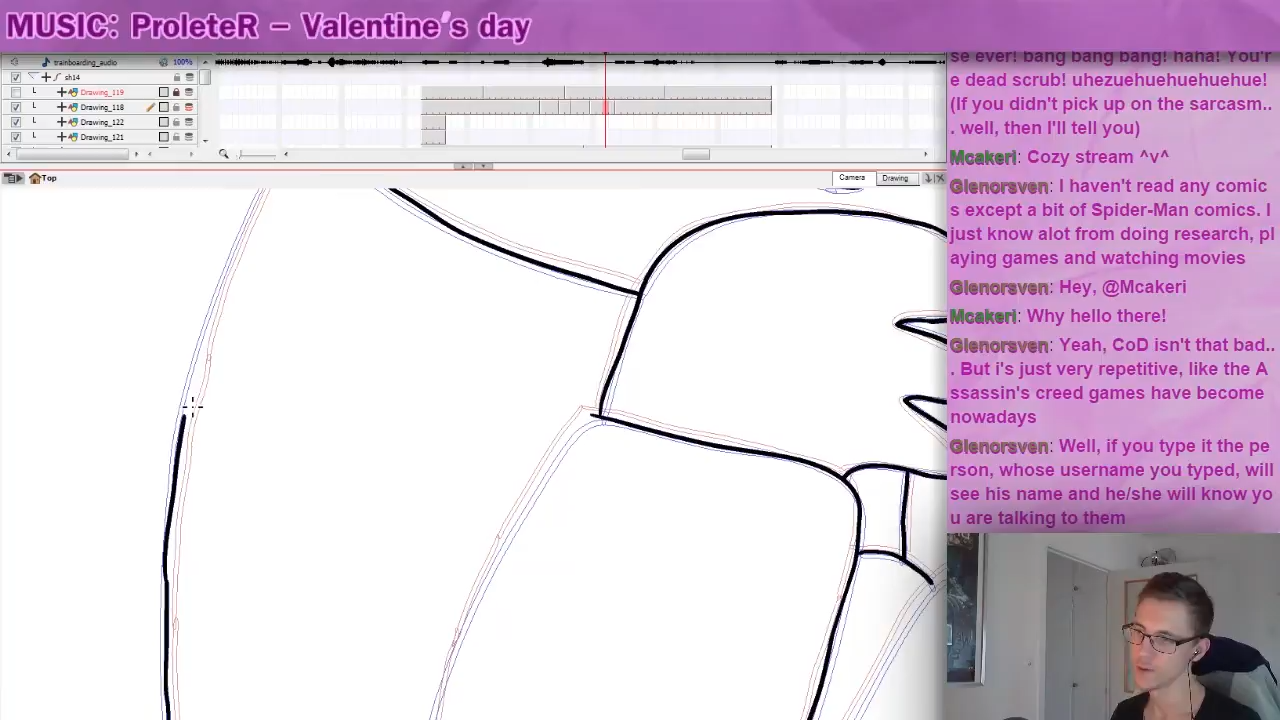 MUSIC: ProleteR – Valentine's day
trainboarding_audio 100%
sh14
Drawing_119
Drawing_118
Drawing_122
Drawing_121
Top
Camera
Drawing
se ever! bang bang bang! haha! You'r
e dead scrub! uhezuehuehuehuehue!
(If you didn't pick up on the sarcasm..
. well, then I'll tell you)
Mcakeri: Cozy stream ^v^
Glenorsven: I haven't read any comic
s except a bit of Spider-Man comics. I
just know alot from doing research, pl
aying games and watching movies
Glenorsven: Hey, @Mcakeri
Mcakeri: Why hello there!
Glenorsven: Yeah, CoD isn't that bad..
. But i's just very repetitive, like the A
ssassin's creed games have become
nowadays
Glenorsven: Well, if you type it the pe
rson, whose username you typed, will
see his name and he/she will know yo
u are talking to them